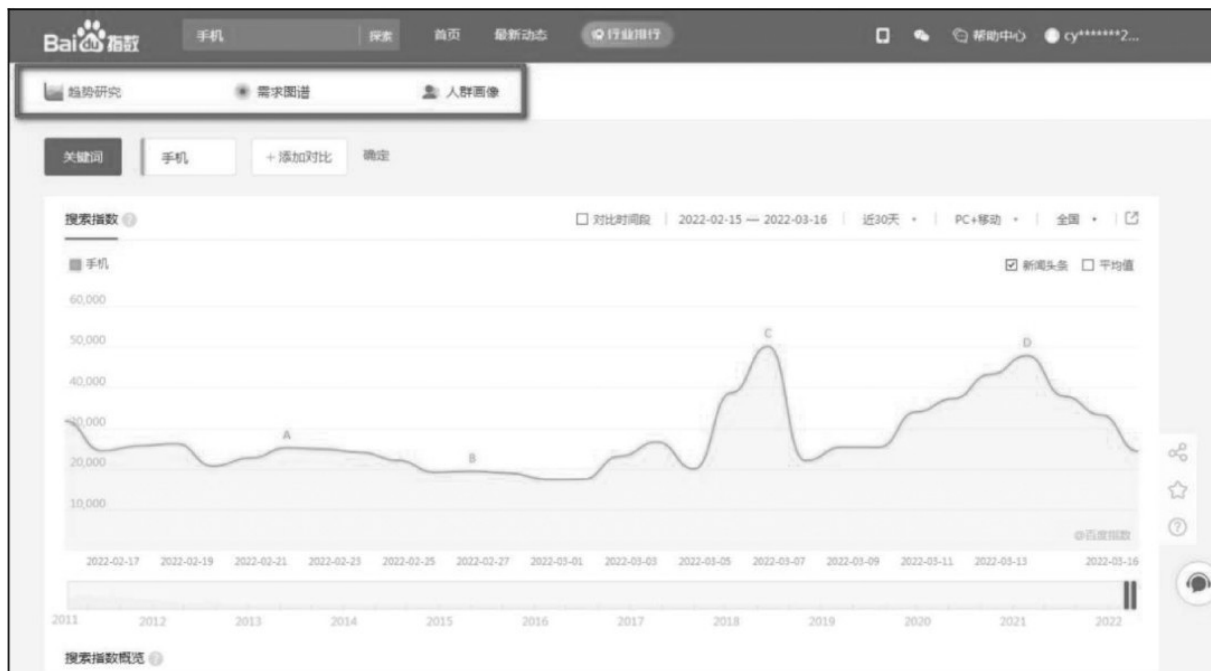 Bai du 指数 手机 探索 首页 最新动态 行业排行 帮助中心 cy*******2...
趋势研究 需求图谱 人群画像
关键词 手机 +添加对比 确定
搜索指数 ? 对比时间段 2022-02-15 — 2022-03-16 近30天 PC+移动 全国
手机 新闻头条 平均值
60,000
C
50,000
D
40,000
30,000
A
20,000
B
10,000
@百度指数
2022-02-17 2022-02-19 2022-02-21 2022-02-23 2022-02-25 2022-02-27 2022-03-01 2022-03-03 2022-03-05 2022-03-07 2022-03-09 2022-03-11 2022-03-13 2022-03-16
2011 2012 2013 2014 2015 2016 2017 2018 2019 2020 2021 2022
搜索指数概览 ?